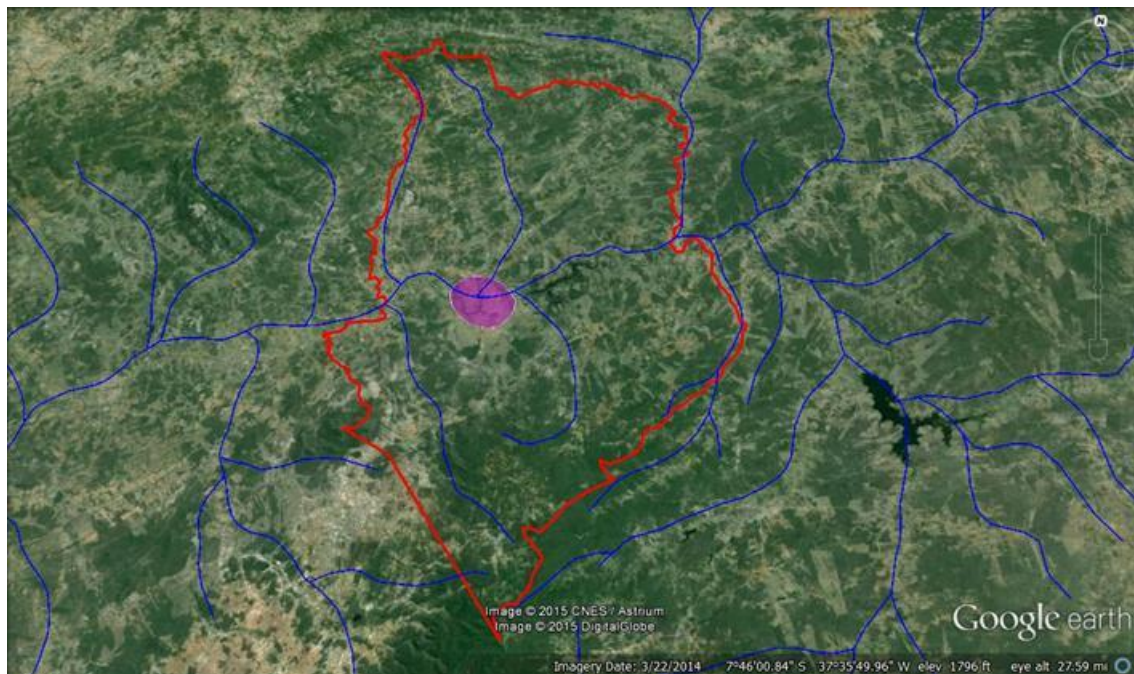 N
Image © 2015 CNES / Astrium
Image © 2015 DigitalGlobe
Google earth
Imagery Date: 3/22/2014 7°46'00.84" S 37°35'49.96" W elev 1796 ft eye alt 27.59 mi